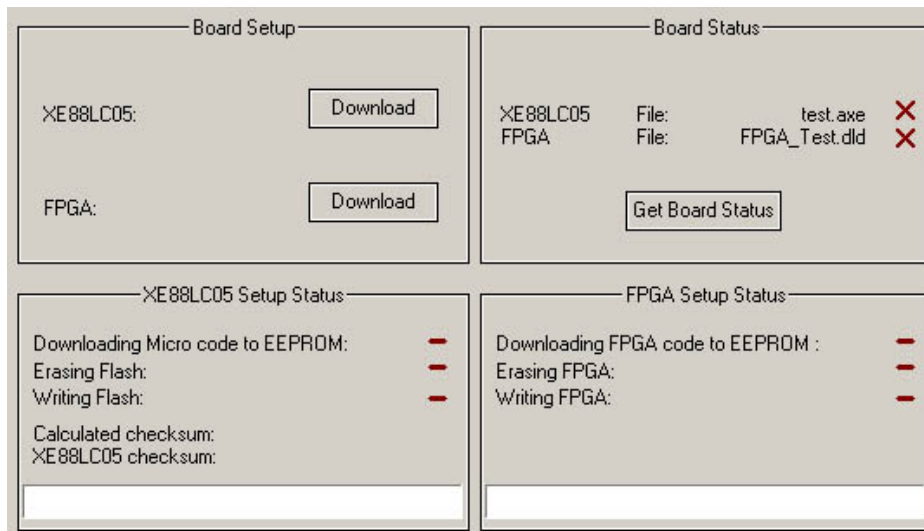 Board Setup
XE88LC05:
Download
FPGA:
Download
Board Status
XE88LC05 File: test.axe
FPGA File: FPGA_Test.dld
Get Board Status
XE88LC05 Setup Status
Downloading Micro code to EEPROM:
Erasing Flash:
Writing Flash:
Calculated checksum:
XE88LC05 checksum:
FPGA Setup Status
Downloading FPGA code to EEPROM :
Erasing FPGA:
Writing FPGA: